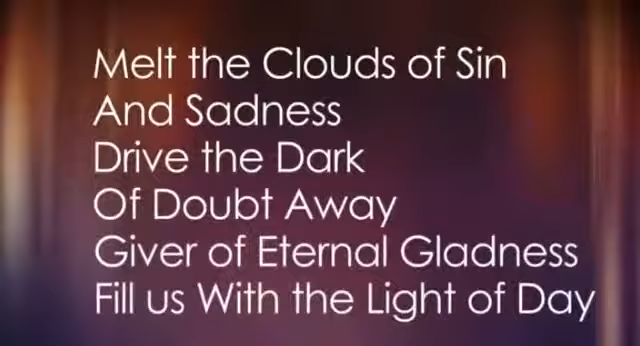 Melt the Clouds of Sin
And Sadness
Drive the Dark
Of Doubt Away
Giver of Eternal Gladness
Fill us With the Light of Day